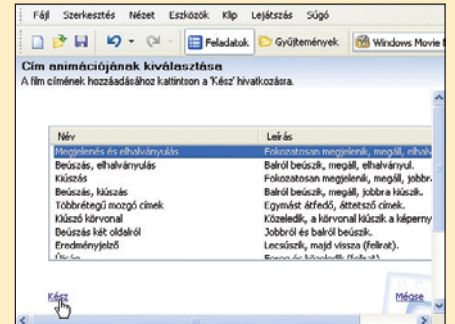 Fájl Szerkesztés Nézet Eszközök Klip Lejátszás Súgó
Feladatok Gyűjtemények Windows Movie
Cím animációjának kiválasztása
A film címének hozzáadásához kattintson a 'Kész' hivatkozásra.
Név Leírás
Megjelenés és elhalványulás Fokozatosan megjelenik, megáll, elhalv
Beúszás, elhalványulás Balról beúszik, megáll, elhalványul.
Kiúszás Fokozatosan megjelenik, megáll, jobbr
Beúszás, kiúszás Balról beúszik, megáll, jobbra kiúszik.
Többrétegű mozgó címek Egymást átfedő, áttetsző címek.
Kiúszó körvonal Közeledik, a körvonal kiúszik a képerny
Beúszás két oldalról Jobbról és balról beúszik.
Eredményjelző Lecsúszik, majd vissza (felirat).
Kész Mégse